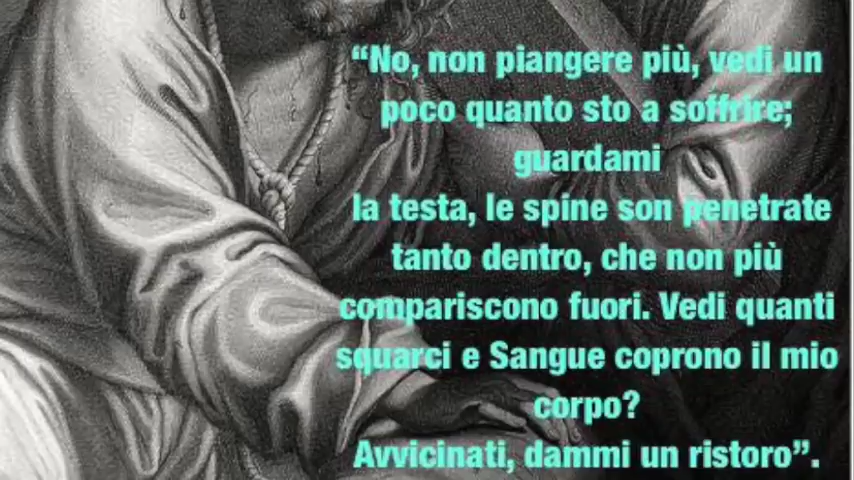 “No, non piangere più, vedi un
poco quanto sto a soffrire;
guardami
la testa, le spine son penetrate
tanto dentro, che non più
compariscono fuori. Vedi quanti
squarci e Sangue coprono il mio
corpo?
Avvicinati, dammi un ristoro”.